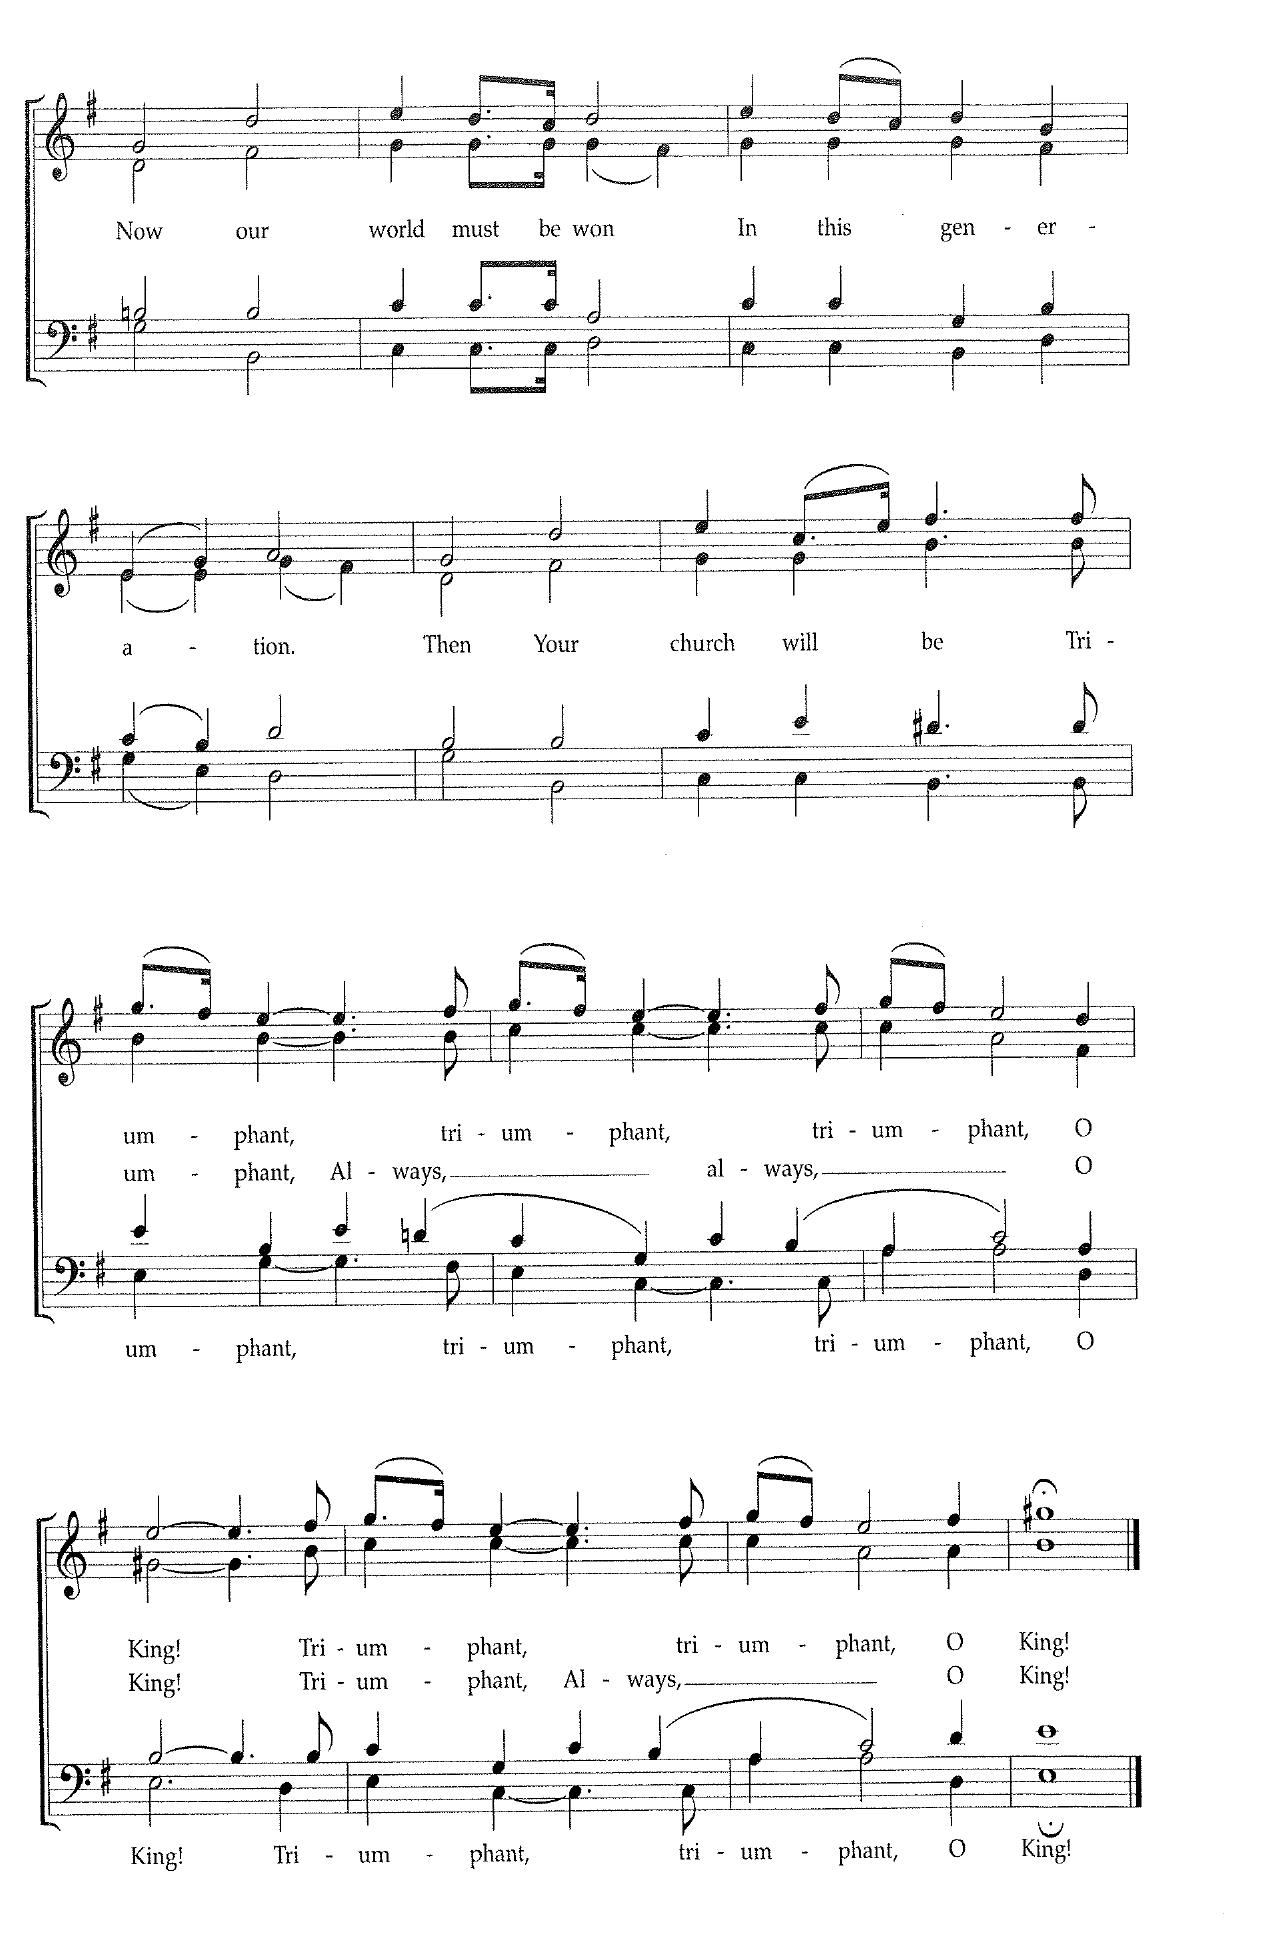 Now our world must be won In this gen - er -
a - tion. Then Your church will be Tri -
um - phant, tri - um - phant, tri - um - phant, O
um - phant, Al - ways, al - ways, O
um - phant, tri - um - phant, tri - um - phant, O
King! Tri - um - phant, tri - um - phant, O King!
King! Tri - um - phant, Al - ways, O King!
King! Tri - um - phant, tri - um - phant, O King!